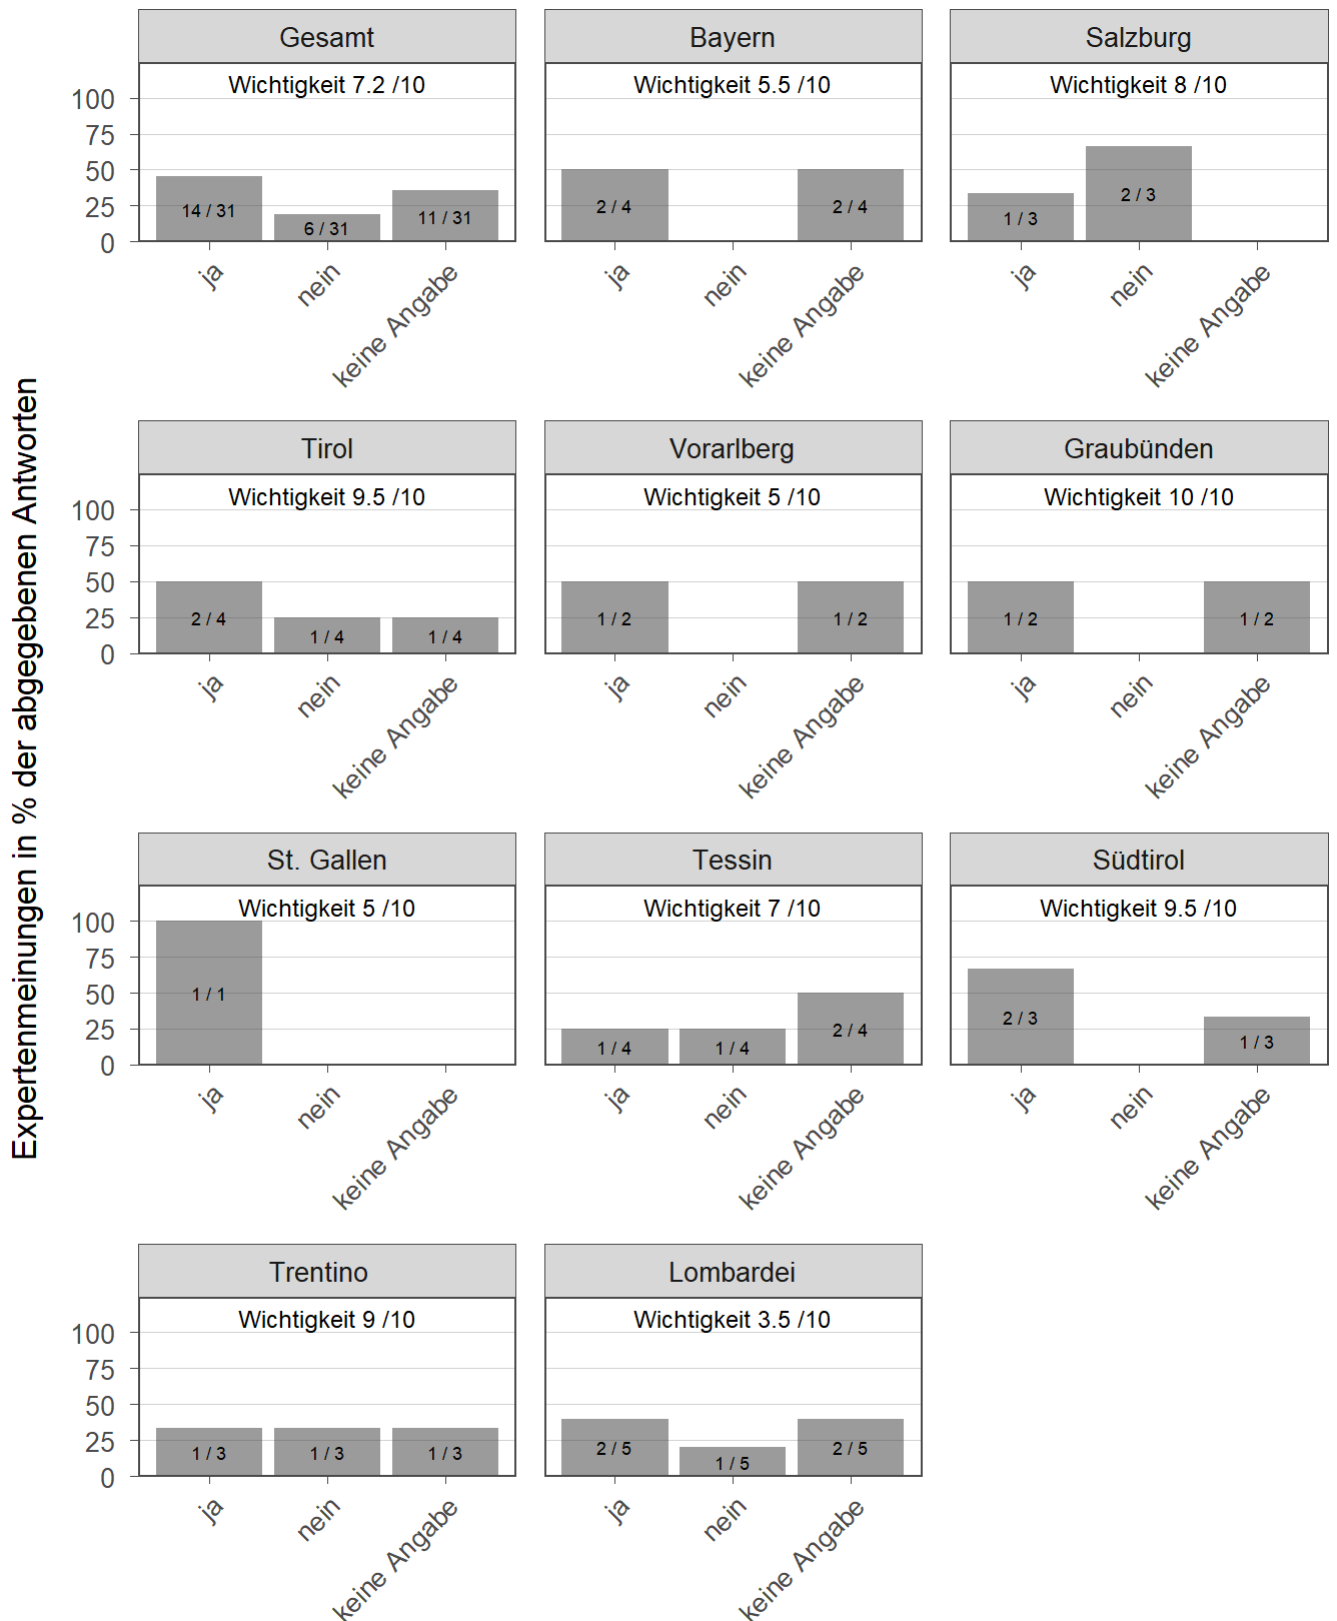 Expertenmeinungen in % der abgegebenen Antworten
Gesamt
Wichtigkeit 7.2 /10
100
75
50
25
0
14 / 31
6 / 31
11 / 31
ja
nein
keine Angabe
Bayern
Wichtigkeit 5.5 /10
2 / 4
2 / 4
ja
nein
keine Angabe
Salzburg
Wichtigkeit 8 /10
1 / 3
2 / 3
ja
nein
keine Angabe
Tirol
Wichtigkeit 9.5 /10
100
75
50
25
0
2 / 4
1 / 4
1 / 4
ja
nein
keine Angabe
Vorarlberg
Wichtigkeit 5 /10
1 / 2
1 / 2
ja
nein
keine Angabe
Graubünden
Wichtigkeit 10 /10
1 / 2
1 / 2
ja
nein
keine Angabe
St. Gallen
Wichtigkeit 5 /10
100
75
50
25
0
1 / 1
ja
nein
keine Angabe
Tessin
Wichtigkeit 7 /10
1 / 4
1 / 4
2 / 4
ja
nein
keine Angabe
Südtirol
Wichtigkeit 9.5 /10
2 / 3
1 / 3
ja
nein
keine Angabe
Trentino
Wichtigkeit 9 /10
100
75
50
25
0
1 / 3
1 / 3
1 / 3
ja
nein
keine Angabe
Lombardei
Wichtigkeit 3.5 /10
2 / 5
1 / 5
2 / 5
ja
nein
keine Angabe